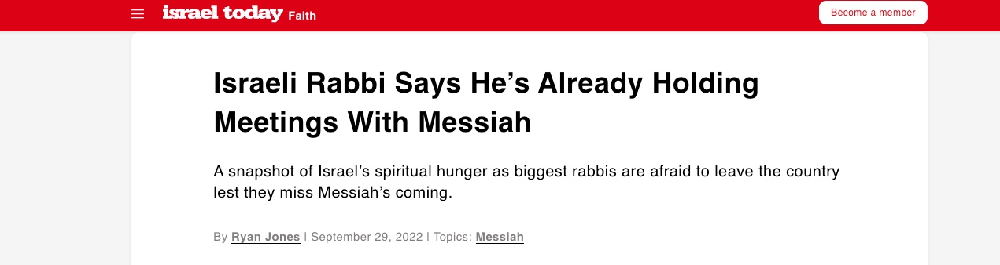 israel today Faith
Become a member
Israeli Rabbi Says He’s Already Holding
Meetings With Messiah
A snapshot of Israel’s spiritual hunger as biggest rabbis are afraid to leave the country
lest they miss Messiah’s coming.
By Ryan Jones | September 29, 2022 | Topics: Messiah